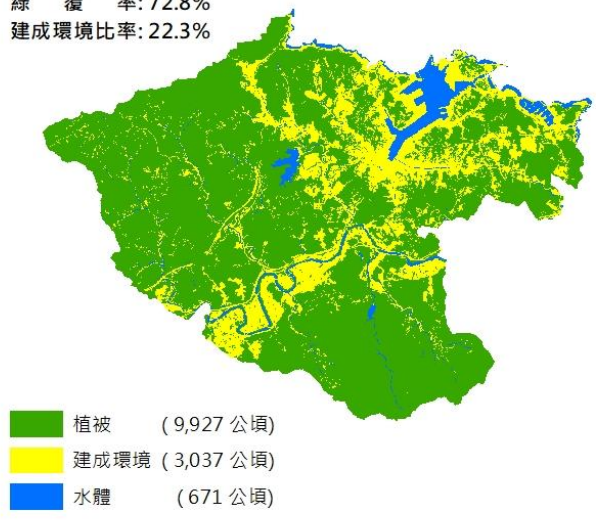 綠 覆 率: 72.8%
建成環境比率: 22.3%
植被 ( 9,927 公頃)
建成環境 ( 3,037 公頃)
水體 ( 671 公頃)